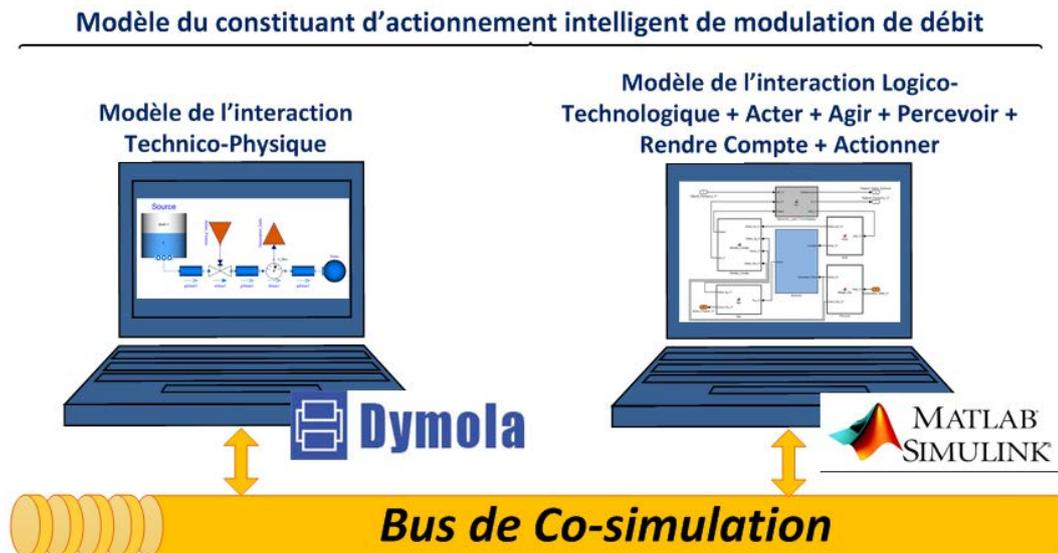 Modèle du constituant d'actionnement intelligent de modulation de débit
Modèle de l'interaction
Technico-Physique
Modèle de l'interaction Logico-
Technologique + Acter + Agir + Percevoir +
Rendre Compte + Actionner
Source
Dymola
MATLAB
SIMULINK®
Bus de Co-simulation